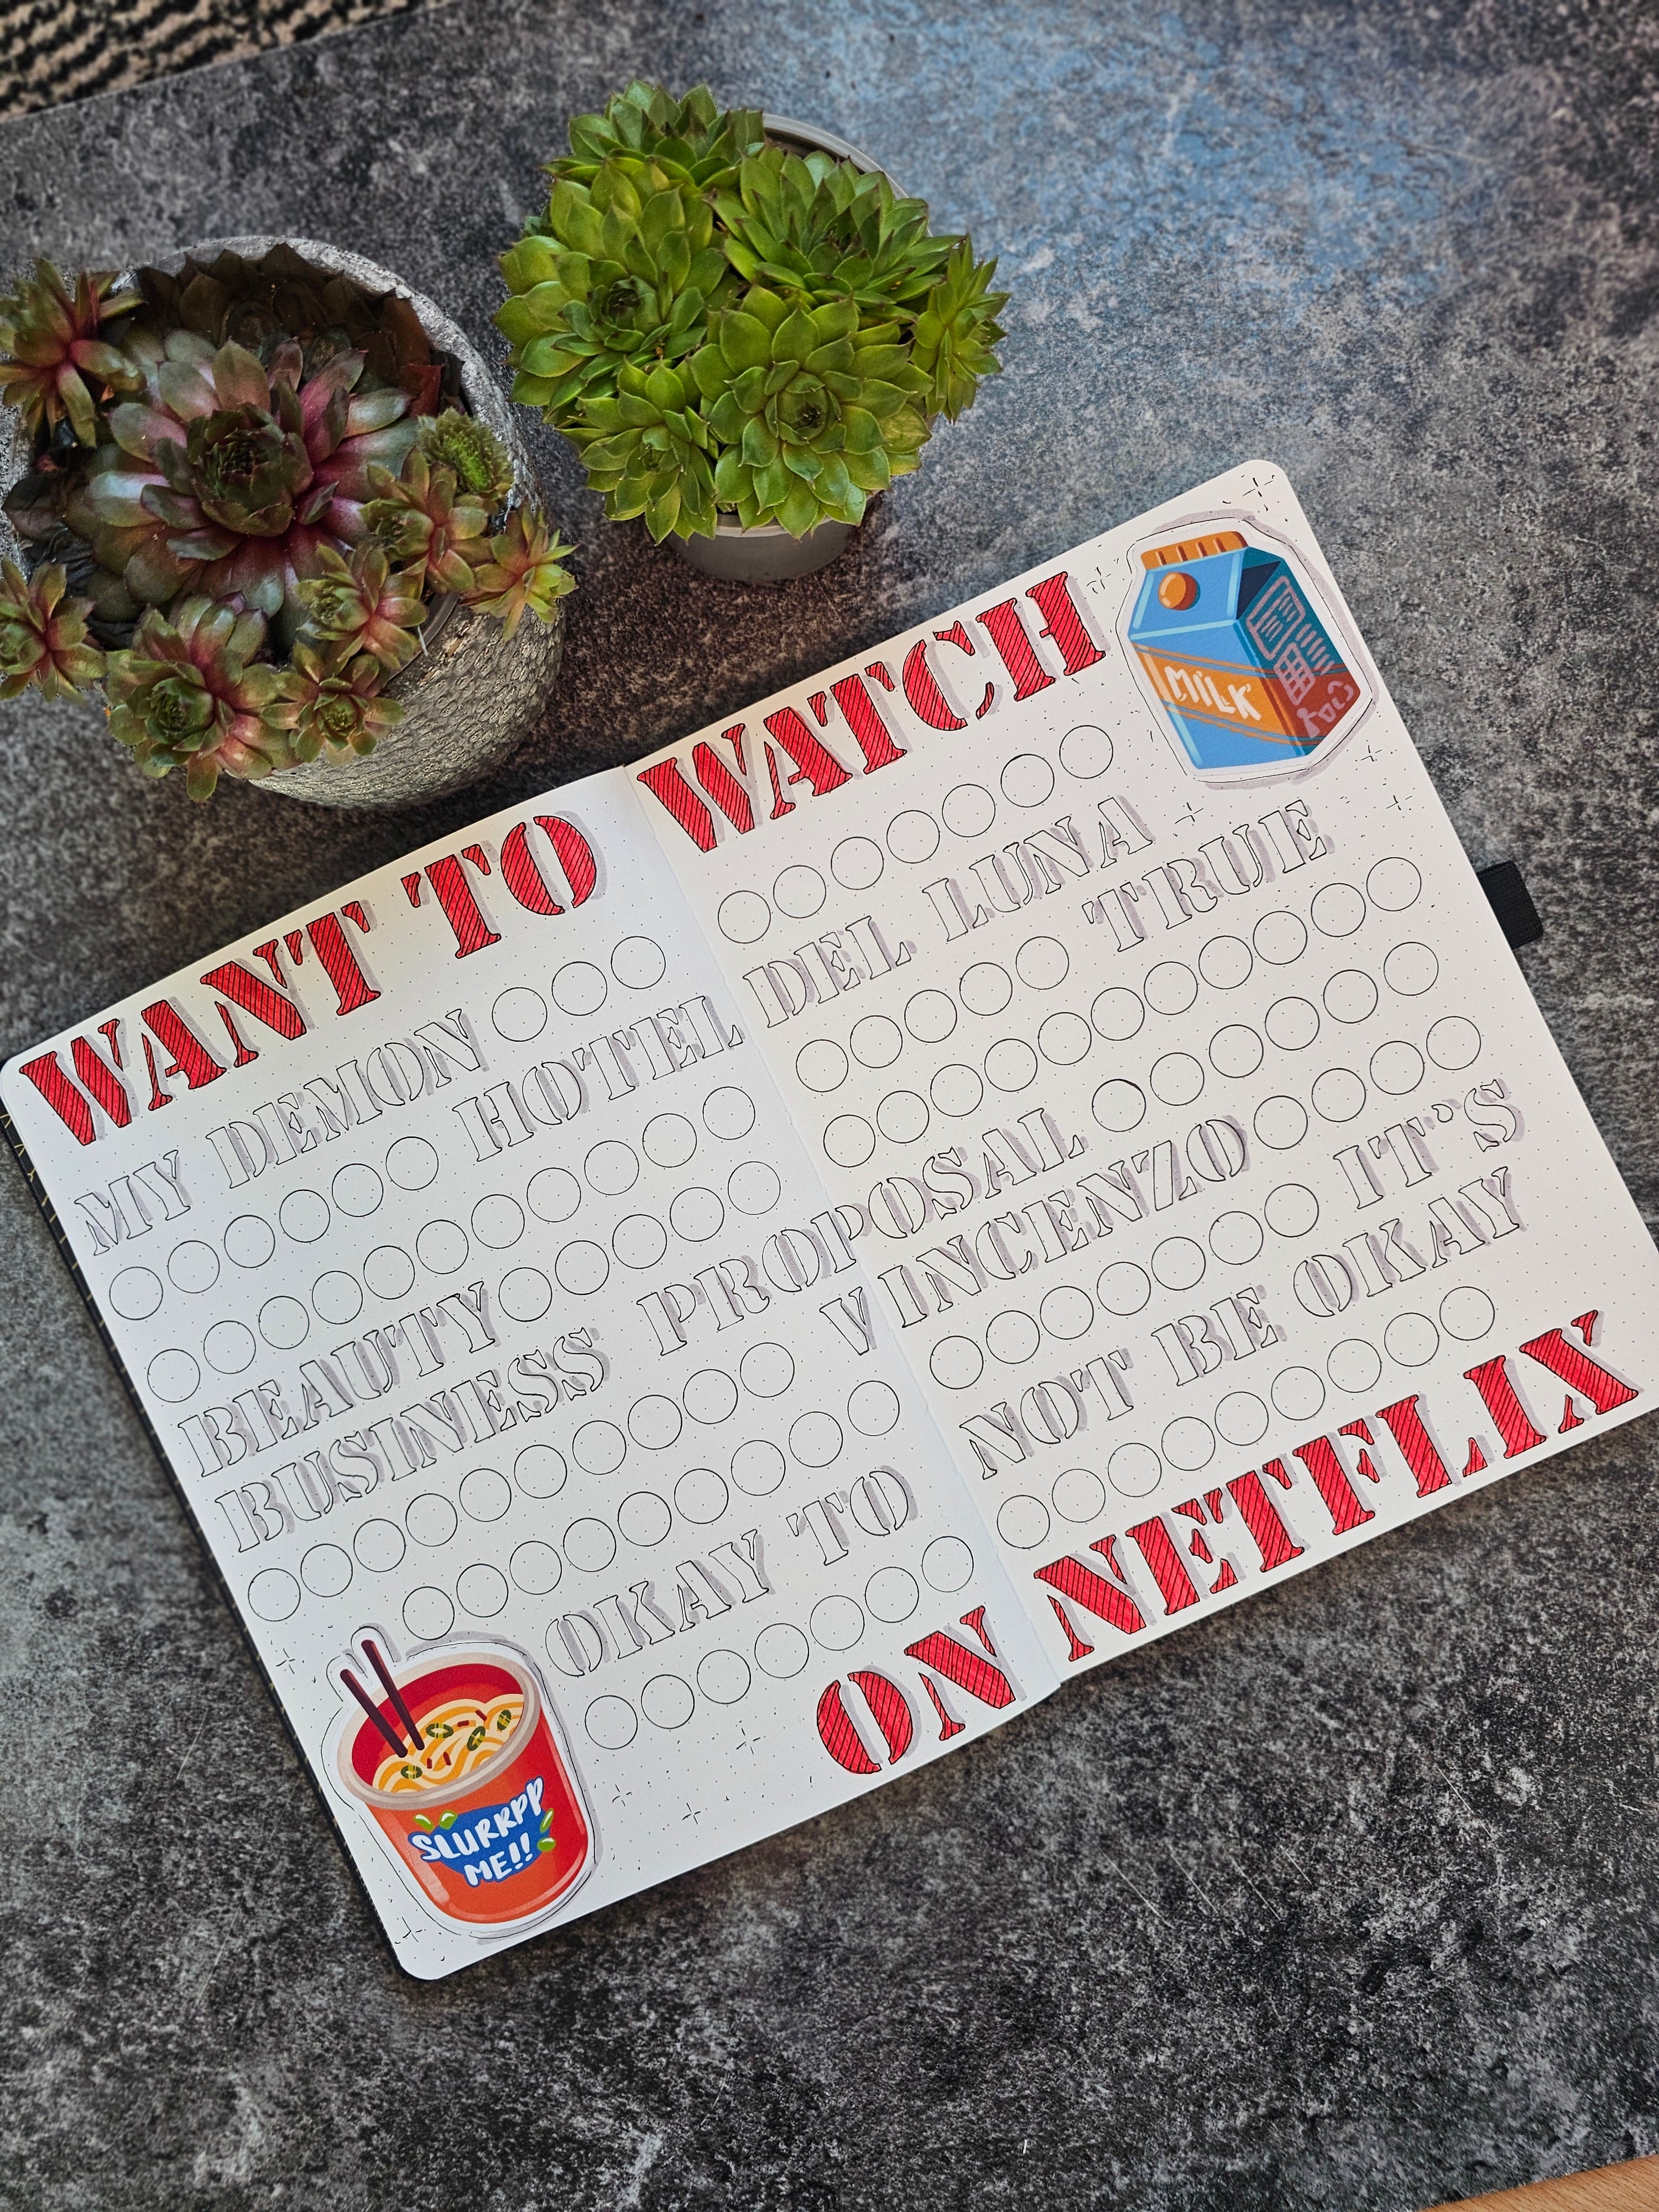 WANT TO WATCH
MILK
MY DEMON
HOTEL DEL LUNA
TRUE
BEAUTY
BUSINESS PROPOSAL
VINCENZO
IT'S
OKAY TO NOT BE OKAY
ON NETFLIX
SLURRPP
ME!!